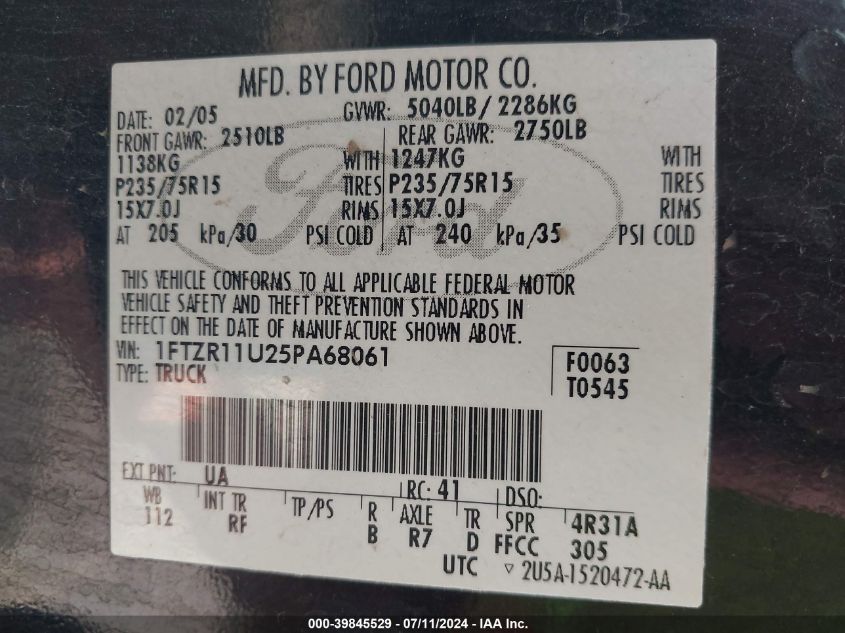 MFD. BY FORD MOTOR CO.
DATE: 02/05 GVWR: 5040LB/ 2286KG
FRONT GAWR: 2510LB REAR GAWR: 2750LB
1138KG WITH 1247KG WITH
P235/75R15 TIRES P235/75R15 TIRES
15X7.0J RIMS 15X7.0J RIMS
AT 205 kPa/30 PSI COLD AT 240 kPa/35 PSI COLD
Ford
THIS VEHICLE CONFORMS TO ALL APPLICABLE FEDERAL MOTOR
VEHICLE SAFETY AND THEFT PREVENTION STANDARDS IN
EFFECT ON THE DATE OF MANUFACTURE SHOWN ABOVE.
VIN: 1FTZR11U25PA68061 F0063
TYPE: TRUCK T0545
EXT PNT: UA RC: 41 DSO:
WB INT TR TP/PS R AXLE TR SPR 4R31A
112 RF B R7 D FFCC 305
UTC ▽ 2U5A-1520472-AA
000-39845529 - 07/11/2024 - IAA Inc.